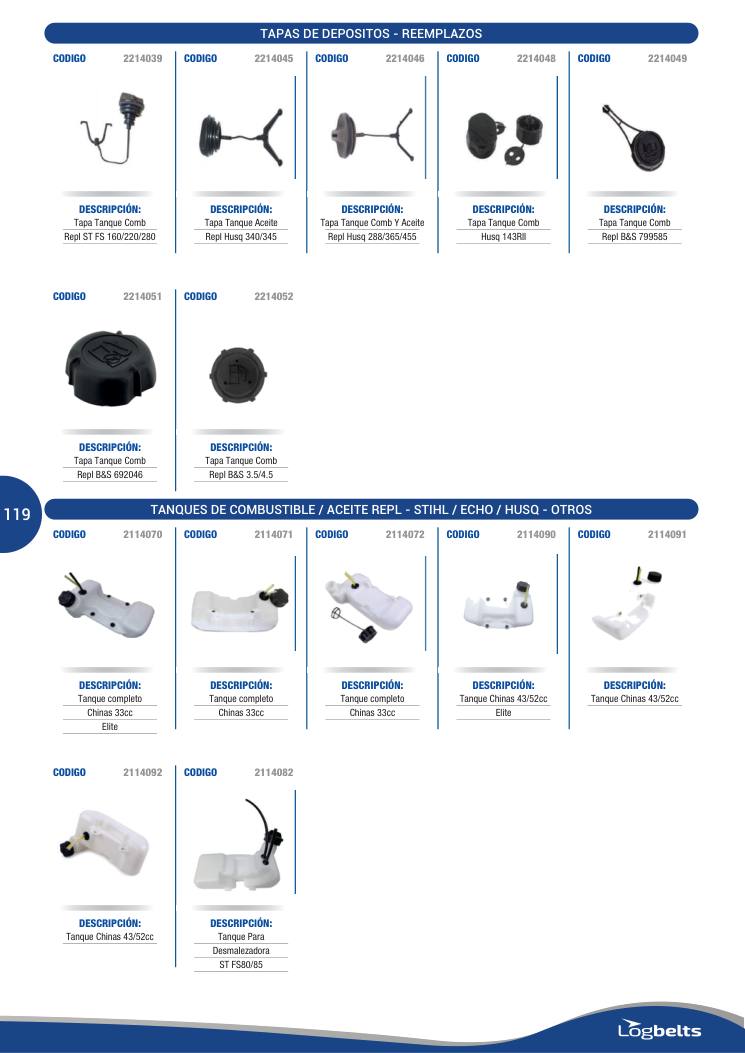 TAPAS DE DEPOSITOS - REEMPLAZOS
CODIGO 2214039
CODIGO 2214045
CODIGO 2214046
CODIGO 2214048
CODIGO 2214049
DESCRIPCIÓN:
Tapa Tanque Comb
Repl ST FS 160/220/280
DESCRIPCIÓN:
Tapa Tanque Aceite
Repl Husq 340/345
DESCRIPCIÓN:
Tapa Tanque Comb Y Aceite
Repl Husq 288/365/455
DESCRIPCIÓN:
Tapa Tanque Comb
Husq 143RII
DESCRIPCIÓN:
Tapa Tanque Comb
Repl B&S 799585
CODIGO 2214051
CODIGO 2214052
DESCRIPCIÓN:
Tapa Tanque Comb
Repl B&S 692046
DESCRIPCIÓN:
Tapa Tanque Comb
Repl B&S 3.5/4.5
119
TANQUES DE COMBUSTIBLE / ACEITE REPL - STIHL / ECHO / HUSQ - OTROS
CODIGO 2114070
CODIGO 2114071
CODIGO 2114072
CODIGO 2114090
CODIGO 2114091
DESCRIPCIÓN:
Tanque completo
Chinas 33cc
Elite
DESCRIPCIÓN:
Tanque completo
Chinas 33cc
DESCRIPCIÓN:
Tanque completo
Chinas 33cc
DESCRIPCIÓN:
Tanque Chinas 43/52cc
Elite
DESCRIPCIÓN:
Tanque Chinas 43/52cc
CODIGO 2114092
CODIGO 2114082
DESCRIPCIÓN:
Tanque Chinas 43/52cc
DESCRIPCIÓN:
Tanque Para
Desmalezadora
ST FS80/85
Logbelts